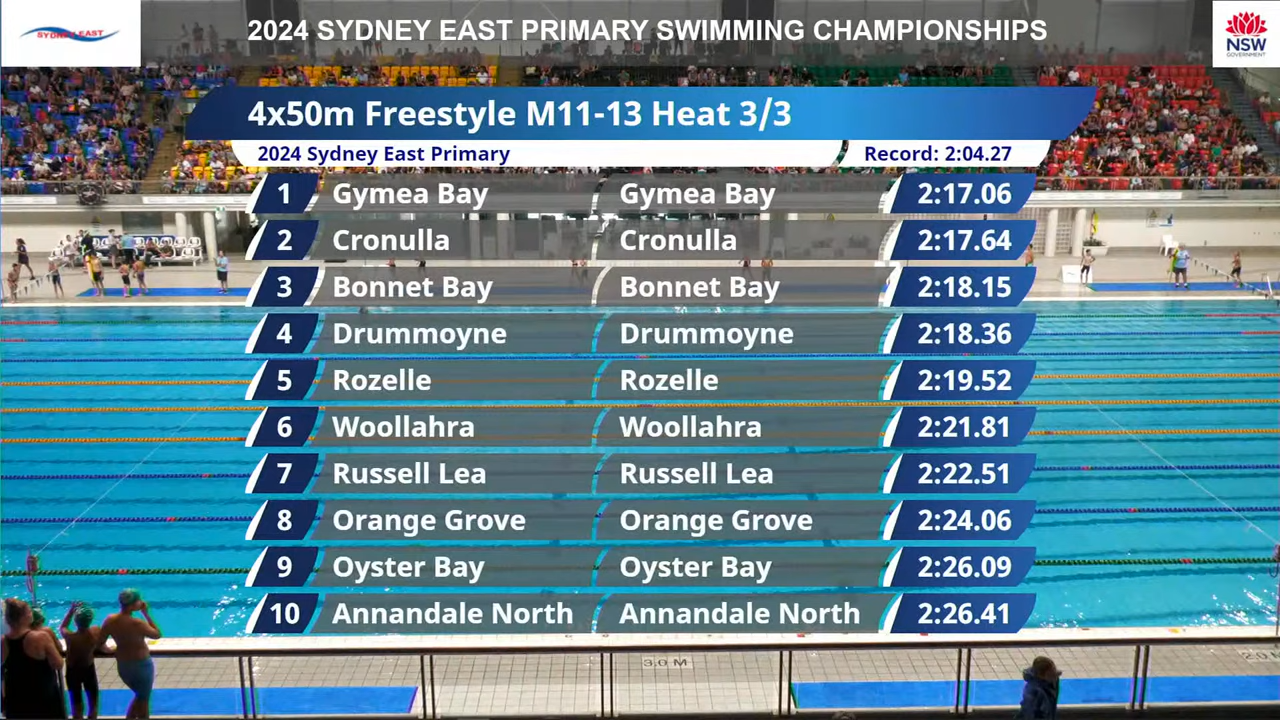 2024 SYDNEY EAST PRIMARY SWIMMING CHAMPIONSHIPS
SYDNEY EAST
NSW
GOVERNMENT
4x50m Freestyle M11-13 Heat 3/3
2024 Sydney East Primary Record: 2:04.27
1 Gymea Bay Gymea Bay 2:17.06
2 Cronulla Cronulla 2:17.64
3 Bonnet Bay Bonnet Bay 2:18.15
4 Drummoyne Drummoyne 2:18.36
5 Rozelle Rozelle 2:19.52
6 Woollahra Woollahra 2:21.81
7 Russell Lea Russell Lea 2:22.51
8 Orange Grove Orange Grove 2:24.06
9 Oyster Bay Oyster Bay 2:26.09
10 Annandale North Annandale North 2:26.41
3.0 M